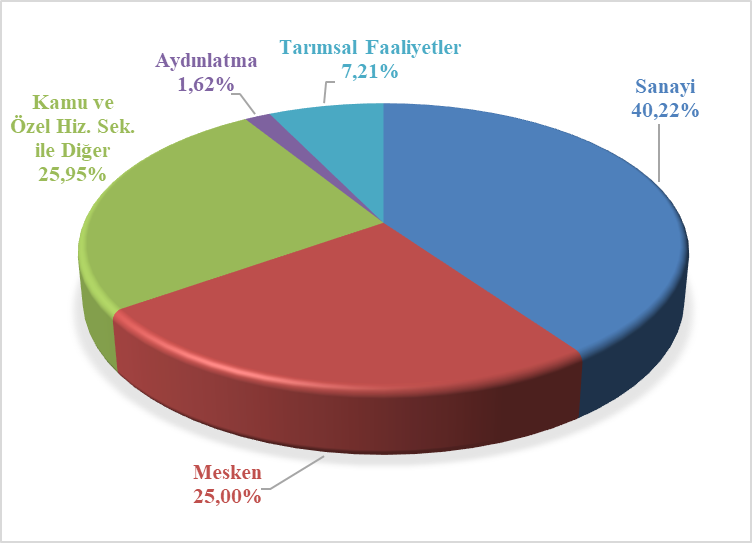 Tarımsal Faaliyetler
7,21%
Aydınlatma
1,62%
Sanayi
40,22%
Kamu ve
Özel Hiz. Sek.
ile Diğer
25,95%
Mesken
25,00%